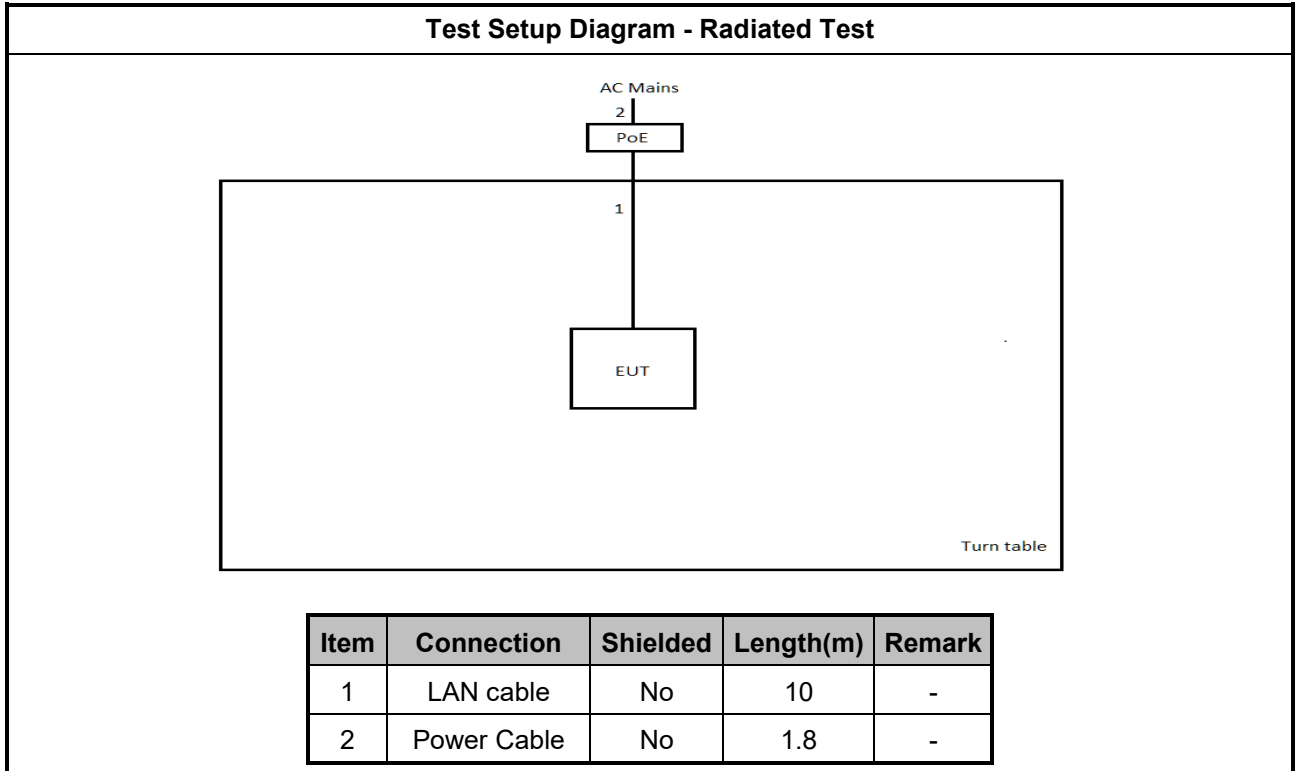 Test Setup Diagram - Radiated Test
AC Mains
2
PoE
1
EUT
Turn table
Item Connection Shielded Length(m) Remark
1 LAN cable No 10 -
2 Power Cable No 1.8 -